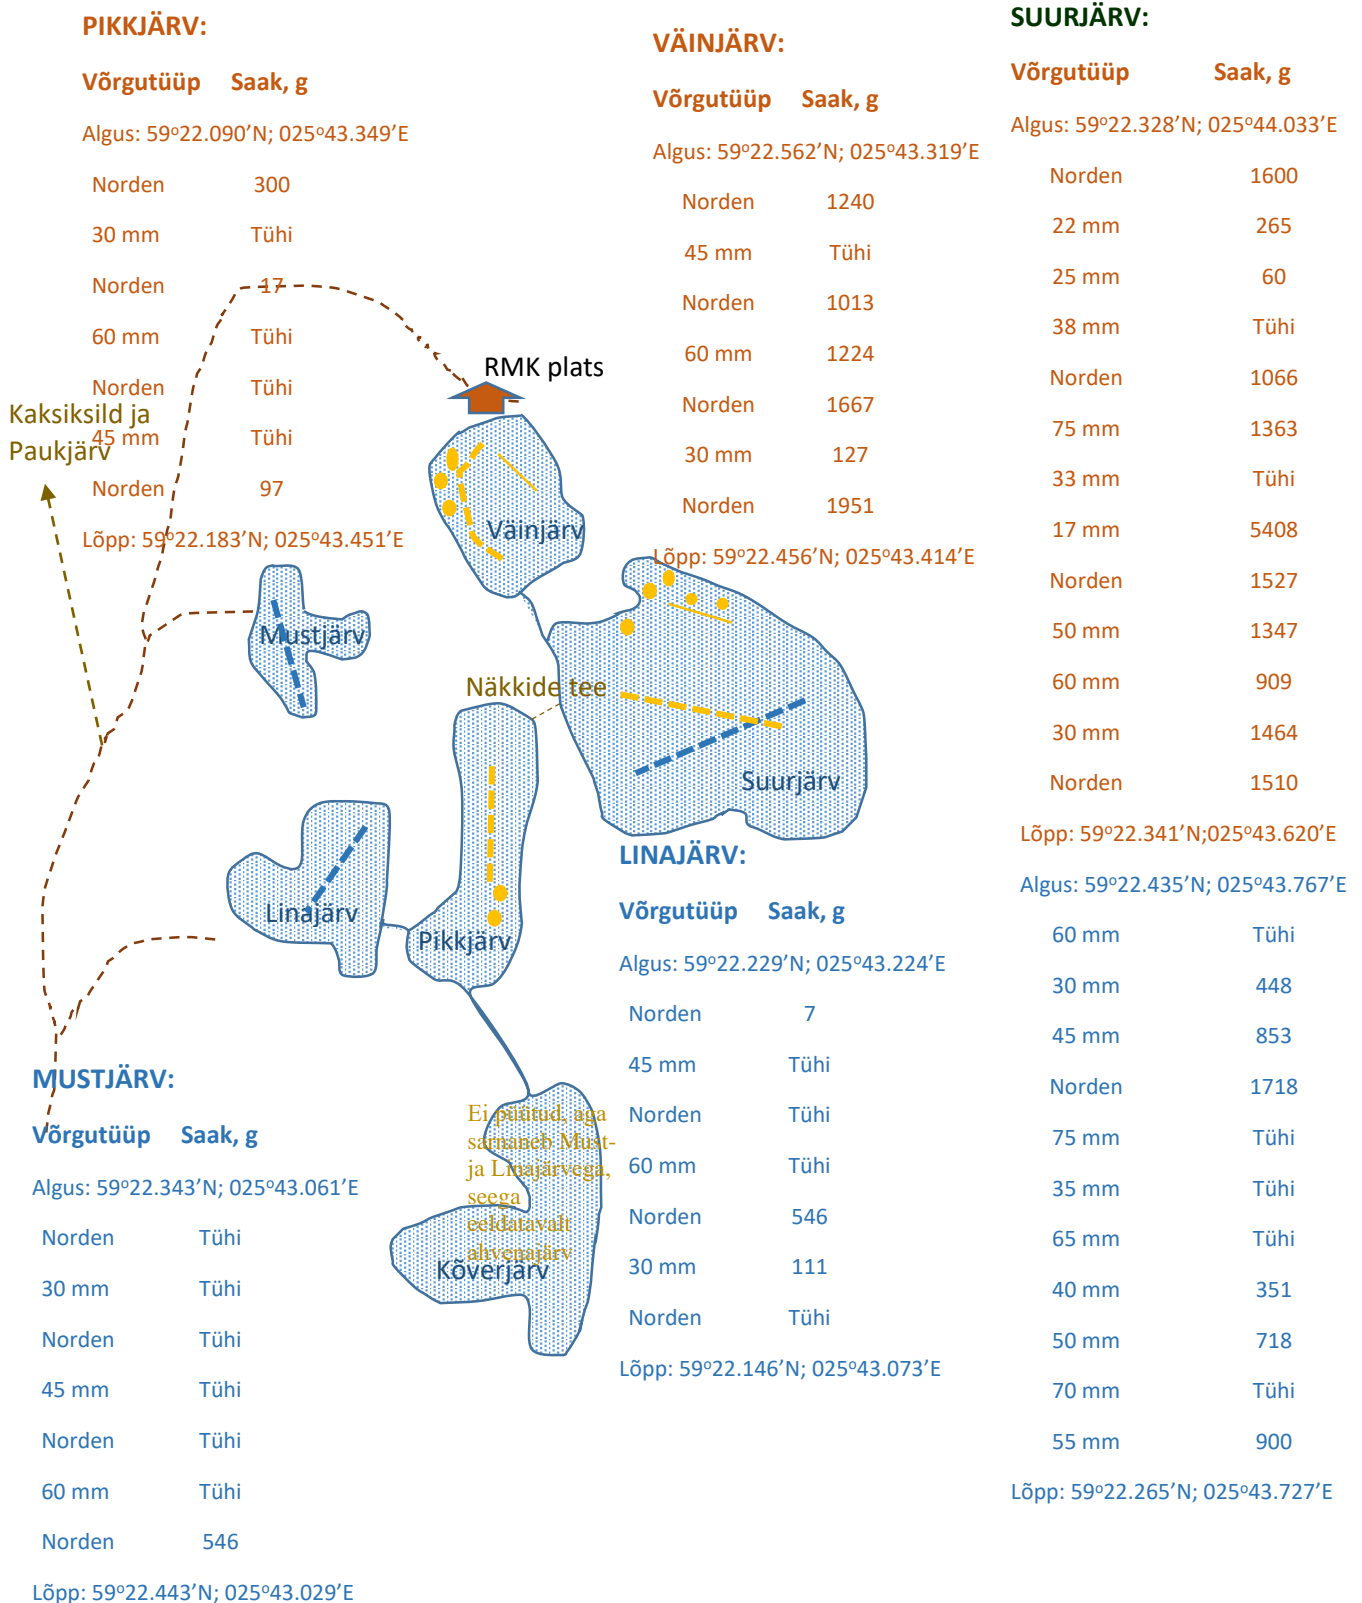 PIKKJÄRV:
Võrgutüüp Saak, g
Algus: 59º22.090’N; 025º43.349’E
Norden 300
30 mm Tühi
Norden 17
60 mm Tühi
Norden Tühi
45 mm Tühi
Norden 97
Lõpp: 59º22.183’N; 025º43.451’E
VÄINJÄRV:
Võrgutüüp Saak, g
Algus: 59º22.562’N; 025º43.319’E
Norden 1240
45 mm Tühi
Norden 1013
60 mm 1224
Norden 1667
30 mm 127
Norden 1951
Lõpp: 59º22.456’N; 025º43.414’E
SUURJÄRV:
Võrgutüüp Saak, g
Algus: 59º22.328’N; 025º44.033’E
Norden 1600
22 mm 265
25 mm 60
38 mm Tühi
Norden 1066
75 mm 1363
33 mm Tühi
17 mm 5408
Norden 1527
50 mm 1347
60 mm 909
30 mm 1464
Norden 1510
Lõpp: 59º22.341’N;025º43.620’E
Algus: 59º22.435’N; 025º43.767’E
60 mm Tühi
30 mm 448
45 mm 853
Norden 1718
75 mm Tühi
35 mm Tühi
65 mm Tühi
40 mm 351
50 mm 718
70 mm Tühi
55 mm 900
Lõpp: 59º22.265’N; 025º43.727’E
RMK plats
Kaksiksild ja
Paukjärv
Väinjärv
Mustjärv
Näkkide tee
Suurjärv
Linajärv
Pikkjärv
LINAJÄRV:
Võrgutüüp Saak, g
Algus: 59º22.229’N; 025º43.224’E
Norden 7
45 mm Tühi
Norden Tühi
60 mm Tühi
Norden 546
30 mm 111
Norden Tühi
Lõpp: 59º22.146’N; 025º43.073’E
Ei püütud, aga
sarnaneb Must-
ja Linajärvega,
seega
eeldatavalt
ahvenajärv
Kõverjärv
MUSTJÄRV:
Võrgutüüp Saak, g
Algus: 59º22.343’N; 025º43.061’E
Norden Tühi
30 mm Tühi
Norden Tühi
45 mm Tühi
Norden Tühi
60 mm Tühi
Norden 546
Lõpp: 59º22.443’N; 025º43.029’E